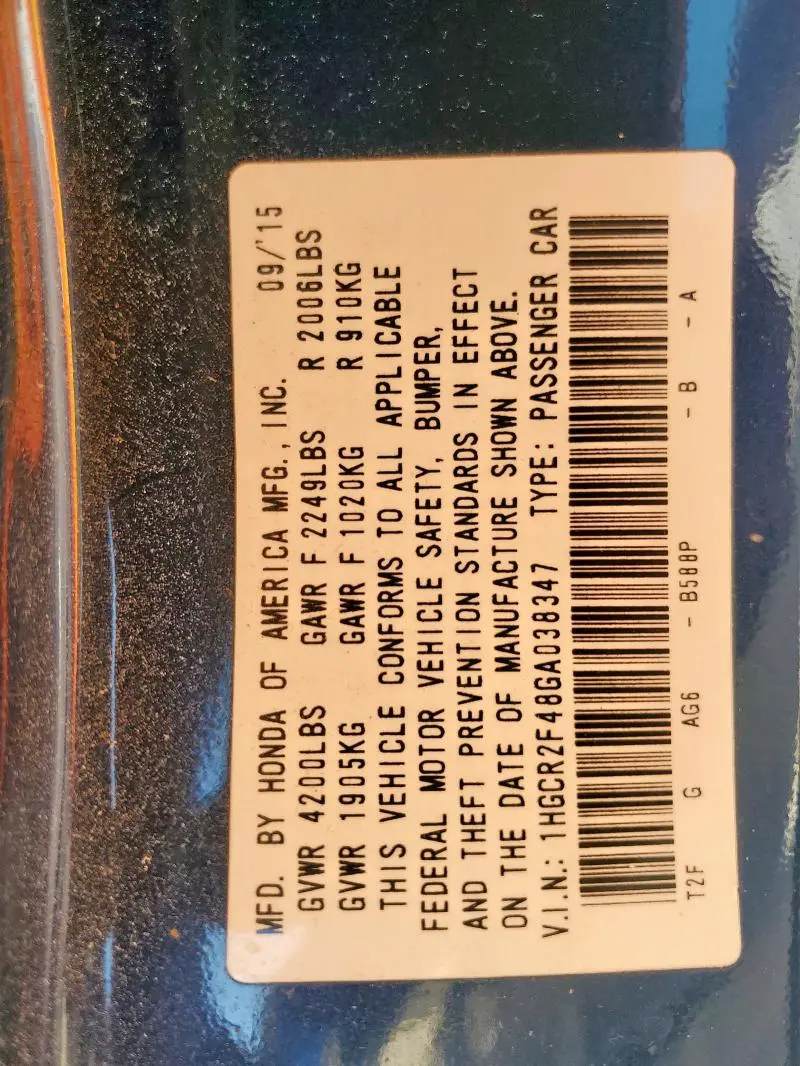 MFD. BY HONDA OF AMERICA MFG., INC. 09/'15
GVWR 4200LBS GAWR F 2249LBS R 2006LBS
GVWR 1905KG GAWR F 1020KG R 910KG
THIS VEHICLE CONFORMS TO ALL APPLICABLE
FEDERAL MOTOR VEHICLE SAFETY, BUMPER,
AND THEFT PREVENTION STANDARDS IN EFFECT
ON THE DATE OF MANUFACTURE SHOWN ABOVE.
V.I.N.: 1HGCR2F48GA038347 TYPE: PASSENGER CAR
T2F G AG6 - B588P - B - A